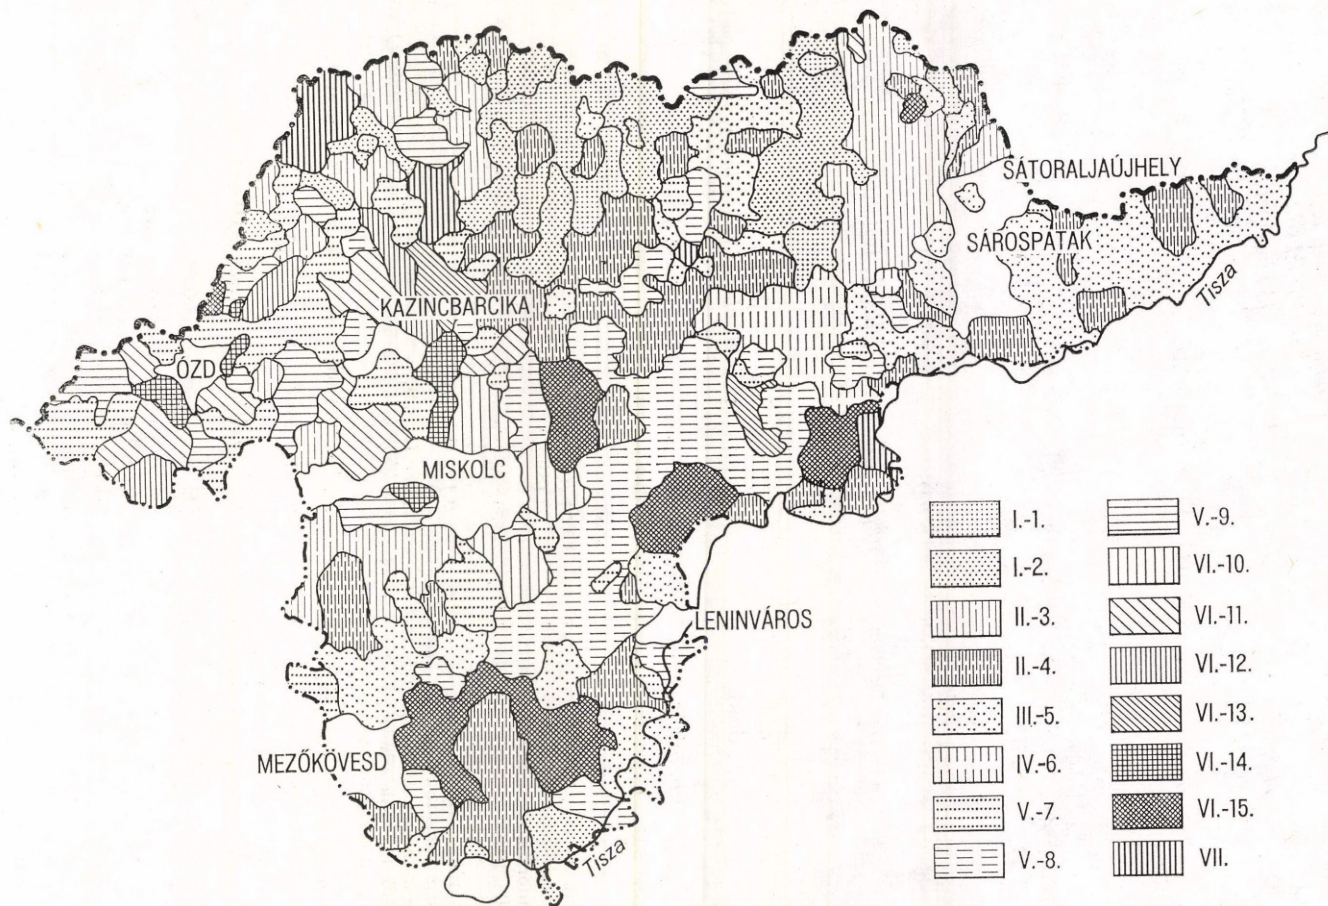 SÁTORALJAÚJHELY
SÁROSPATAK
Tisza
KAZINCBARCIKA
ÓZD
MISKOLC
LENINVÁROS
MEZŐKÖVESD
Tisza
I.-1.
I.-2.
II.-3.
II.-4.
III.-5.
IV.-6.
V.-7.
V.-8.
V.-9.
VI.-10.
VI.-11.
VI.-12.
VI.-13.
VI.-14.
VI.-15.
VII.